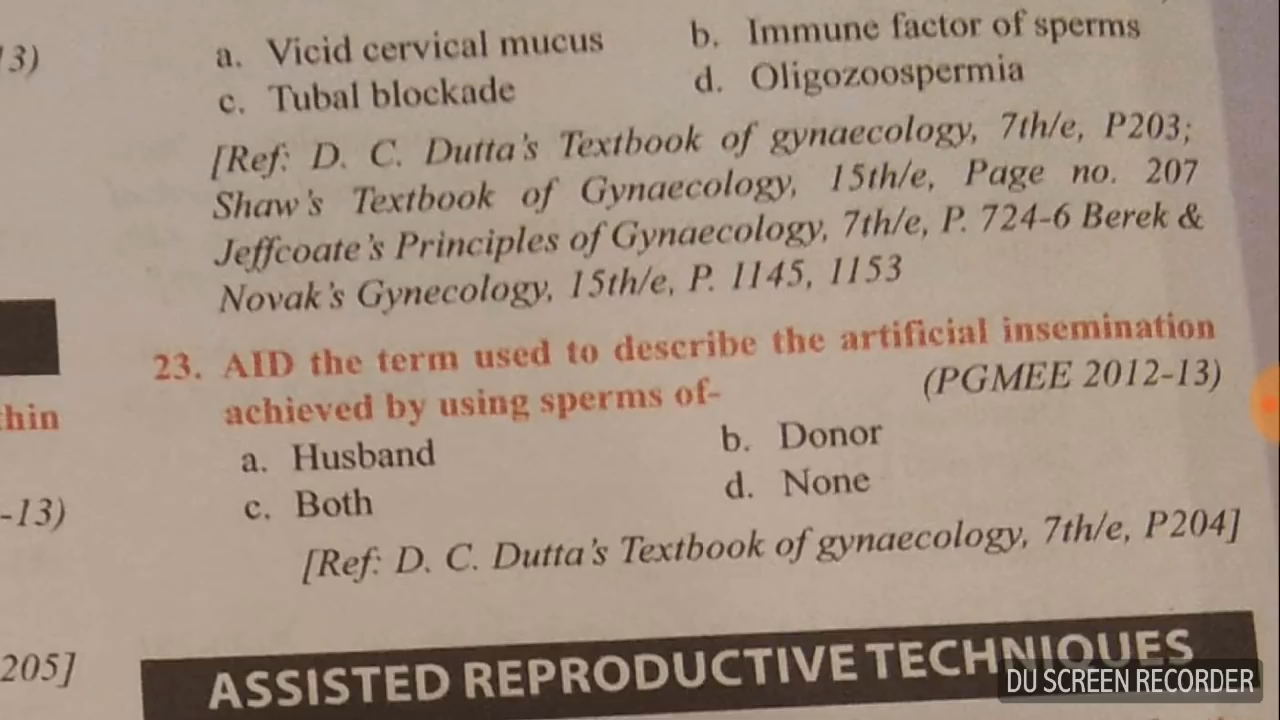 13)
a. Vicid cervical mucus b. Immune factor of sperms
c. Tubal blockade d. Oligozoospermia
[Ref: D. C. Dutta's Textbook of gynaecology, 7th/e, P203;
Shaw's Textbook of Gynaecology, 15th/e, Page no. 207
Jeffcoate's Principles of Gynaecology, 7th/e, P. 724-6 Berek &
Novak's Gynecology, 15th/e, P. 1145, 1153
23. AID the term used to describe the artificial insemination
achieved by using sperms of- (PGMEE 2012-13)
hin
a. Husband b. Donor
c. Both d. None
-13)
[Ref: D. C. Dutta's Textbook of gynaecology, 7th/e, P204]
205]
ASSISTED REPRODUCTIVE TECHNIQUES
DU SCREEN RECORDER